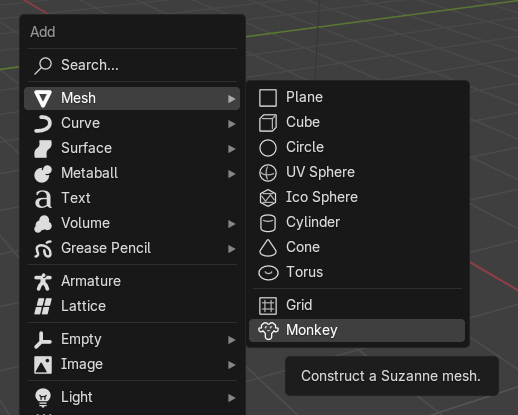 Add
Search...
Mesh
Curve
Surface
Metaball
Text
Volume
Grease Pencil
Armature
Lattice
Empty
Image
Light
Plane
Cube
Circle
UV Sphere
Ico Sphere
Cylinder
Cone
Torus
Grid
Monkey
Construct a Suzanne mesh.